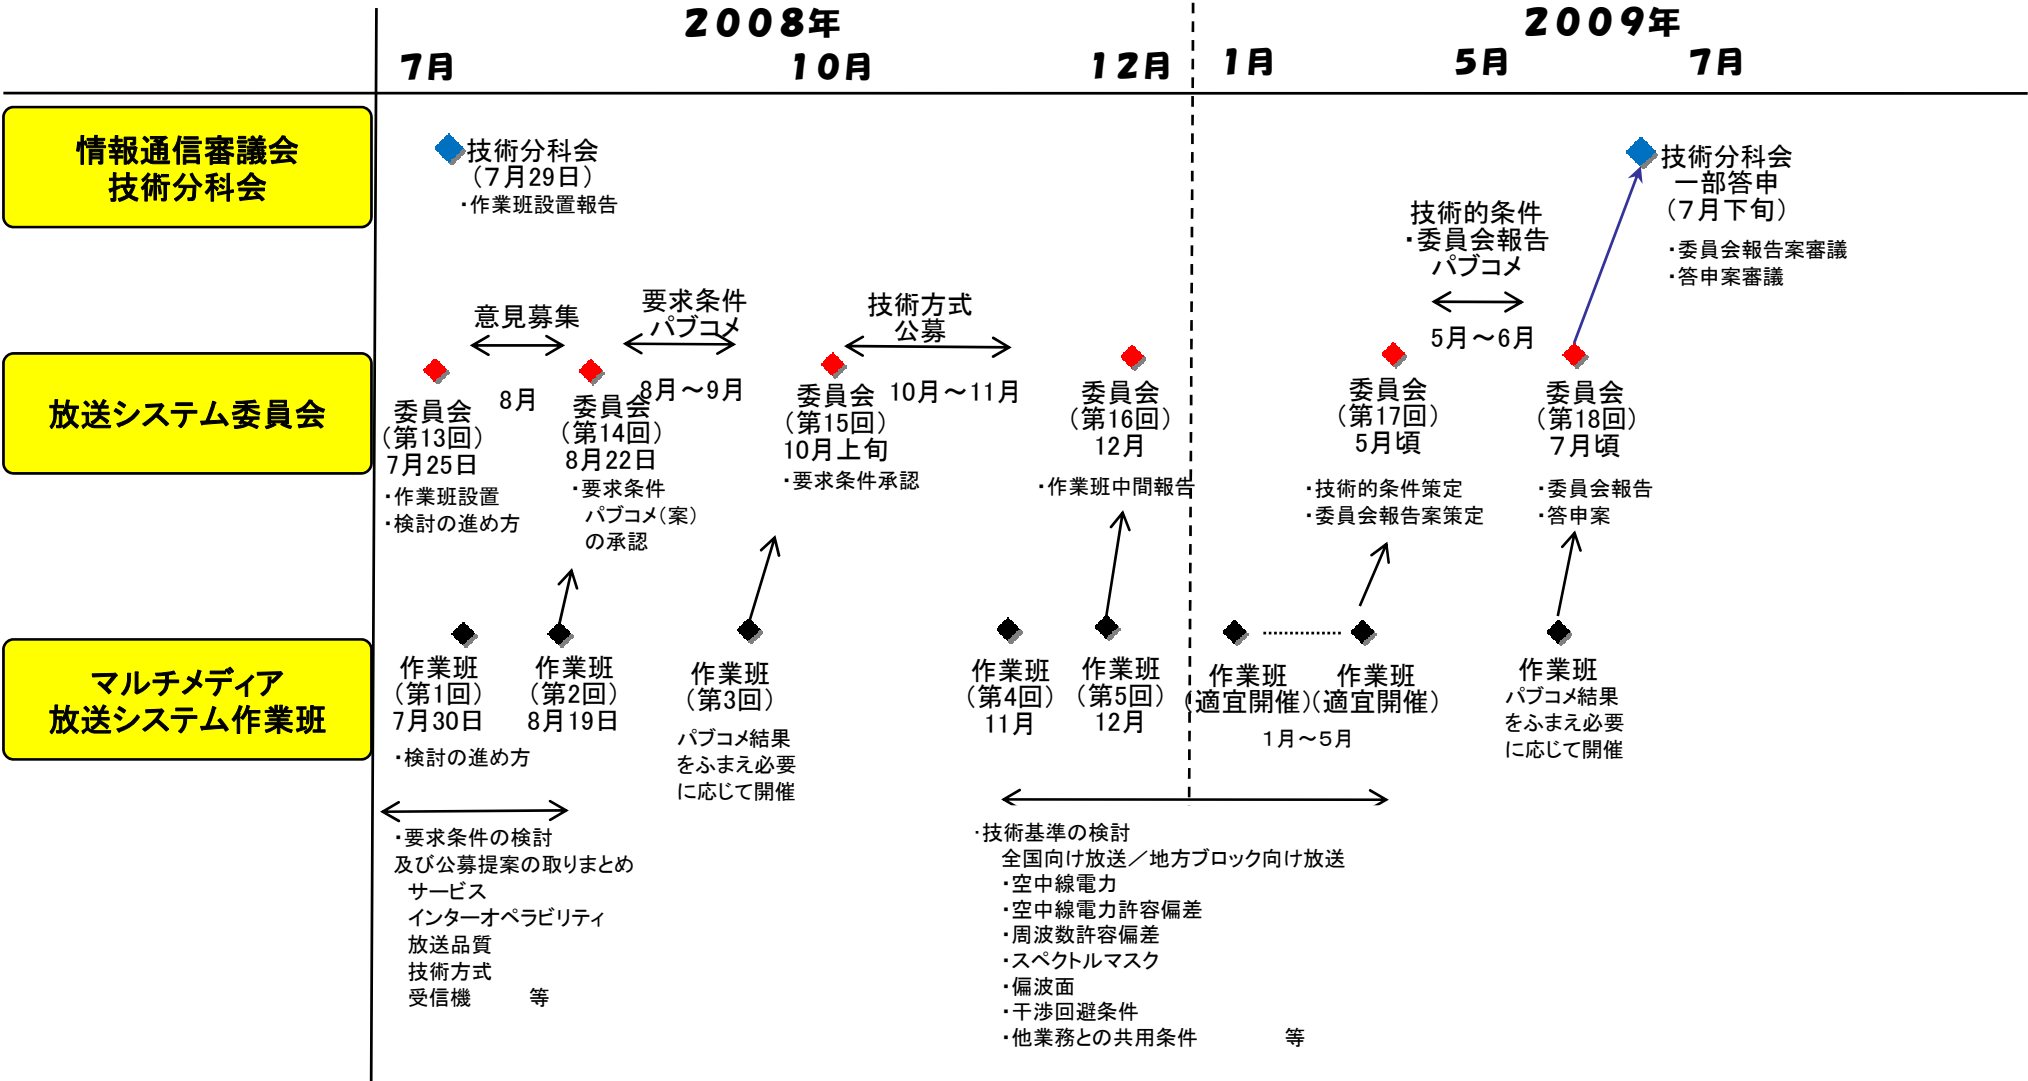 ２００８年
２００９年
７月
１０月
１２月
１月
５月
７月
情報通信審議会
技術分科会
技術分科会
（７月29日）
・作業班設置報告
技術分科会
一部答申
（７月下旬）
・委員会報告案審議
・答申案審議
放送システム委員会
意見募集
8月
要求条件
パブコメ
8月～9月
技術方式
公募
10月～11月
技術的条件
・委員会報告
パブコメ
5月～6月
委員会
（第13回）
7月25日
・作業班設置
・検討の進め方
委員会
（第14回）
8月22日
・要求条件
パブコメ（案）
の承認
委員会
（第15回）
10月上旬
・要求条件承認
委員会
（第16回）
12月
・作業班中間報告
委員会
（第17回）
5月頃
・技術的条件策定
・委員会報告案策定
委員会
（第18回）
７月頃
・委員会報告
・答申案
マルチメディア
放送システム作業班
作業班
（第1回）
7月30日
・検討の進め方
作業班
（第2回）
8月19日
作業班
（第3回）
パブコメ結果
をふまえ必要
に応じて開催
作業班
（第4回）
11月
作業班
（第5回）
12月
作業班
（適宜開催）
作業班
（適宜開催）
１月～５月
作業班
パブコメ結果
をふまえ必要
に応じて開催
・要求条件の検討
及び公募提案の取りまとめ
サービス
インターオペラビリティ
放送品質
技術方式
受信機　　等
・技術基準の検討
全国向け放送／地方ブロック向け放送
・空中線電力
・空中線電力許容偏差
・周波数許容偏差
・スペクトルマスク
・偏波面
・干渉回避条件
・他業務との共用条件　　　等